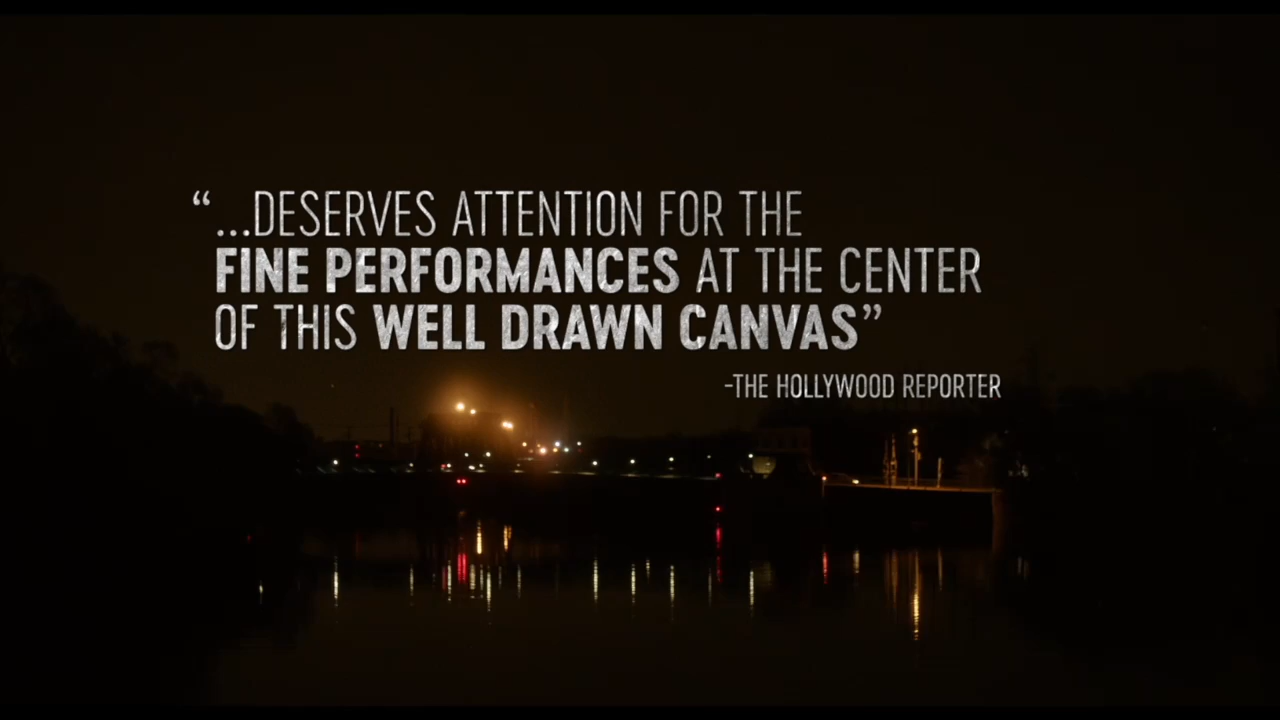 “...DESERVES ATTENTION FOR THE
FINE PERFORMANCES AT THE CENTER
OF THIS WELL DRAWN CANVAS”
-THE HOLLYWOOD REPORTER